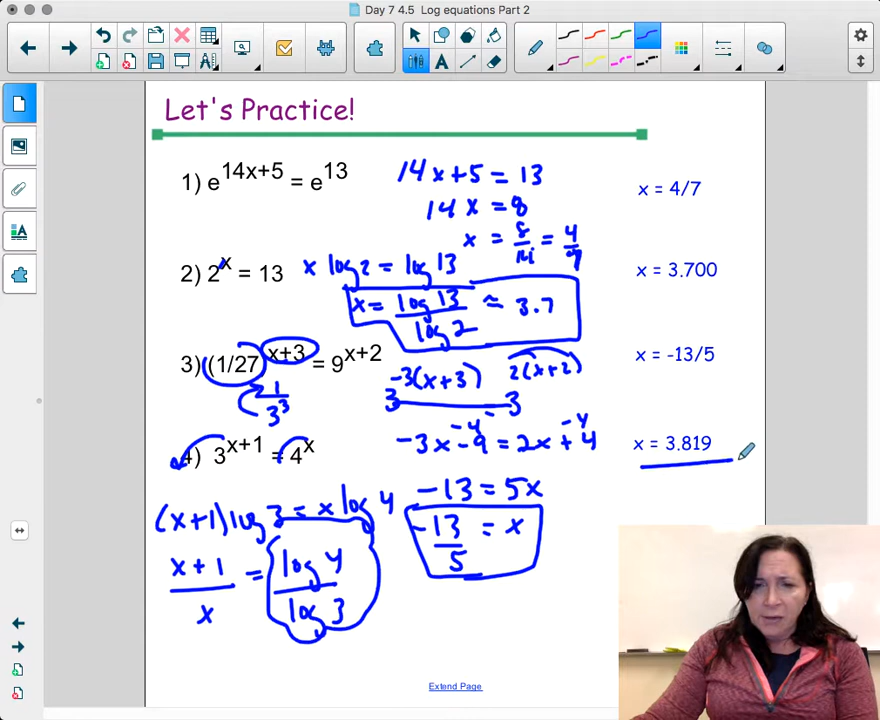 Day 7 4.5 Log equations Part 2
Let's Practice!
1) e^14x+5 = e^13
14x+5 = 13
14x = 8
x = 8/14 = 4/7
x = 4/7
2) 2^x = 13
x log 2 = log 13
x = log 13 / log 2 ≈ 3.7
x = 3.700
3) (1/27)^x+3 = 9^x+2
1/3^3
3^-3(x+3) = 3^2(x+2)
-4 -4
-3x - 9 = 2x + 4
-13 = 5x
-13/5 = x
x = -13/5
4) 3^x+1 = 4^x
(x+1) log 3 = x log 4
x+1 / x = log 4 / log 3
x = 3.819
Extend Page